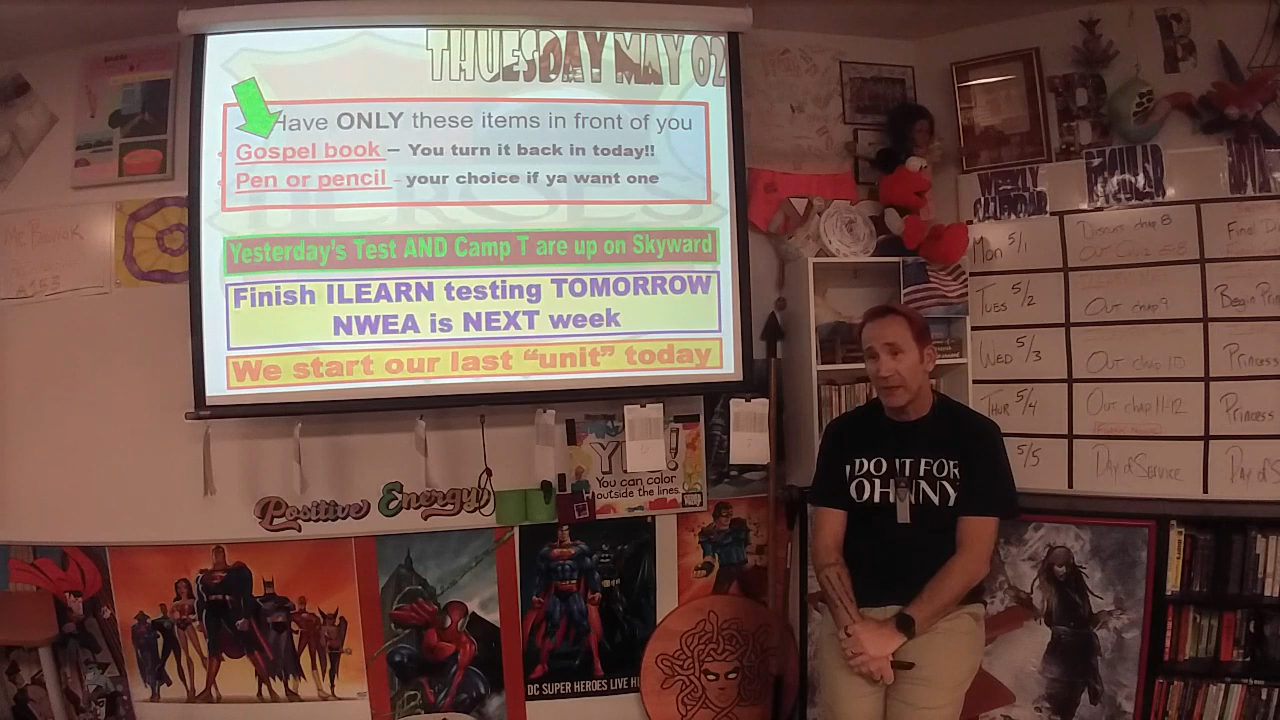 THUESDAY MAY 02
Have ONLY these items in front of you
Gospel book – You turn it back in today!!
Pen or pencil – your choice if ya want one
Yesterday's Test AND Camp T are up on Skyward
Finish ILEARN testing TOMORROW
NWEA is NEXT week
We start our last “unit” today
Positive Energy
YOU!
You can color
outside the lines.
DC SUPER HEROES LIVE
I DO IT FOR
JOHNNY
WEEKLY
CALENDAR
Mon 5/1
Discuss chap 8
Tues 5/2
Out chap 9
Wed 5/3
Out chap 10
Princess
Thur 5/4
Out chap 11-12
Princess
5/5
Day of Service
Day of